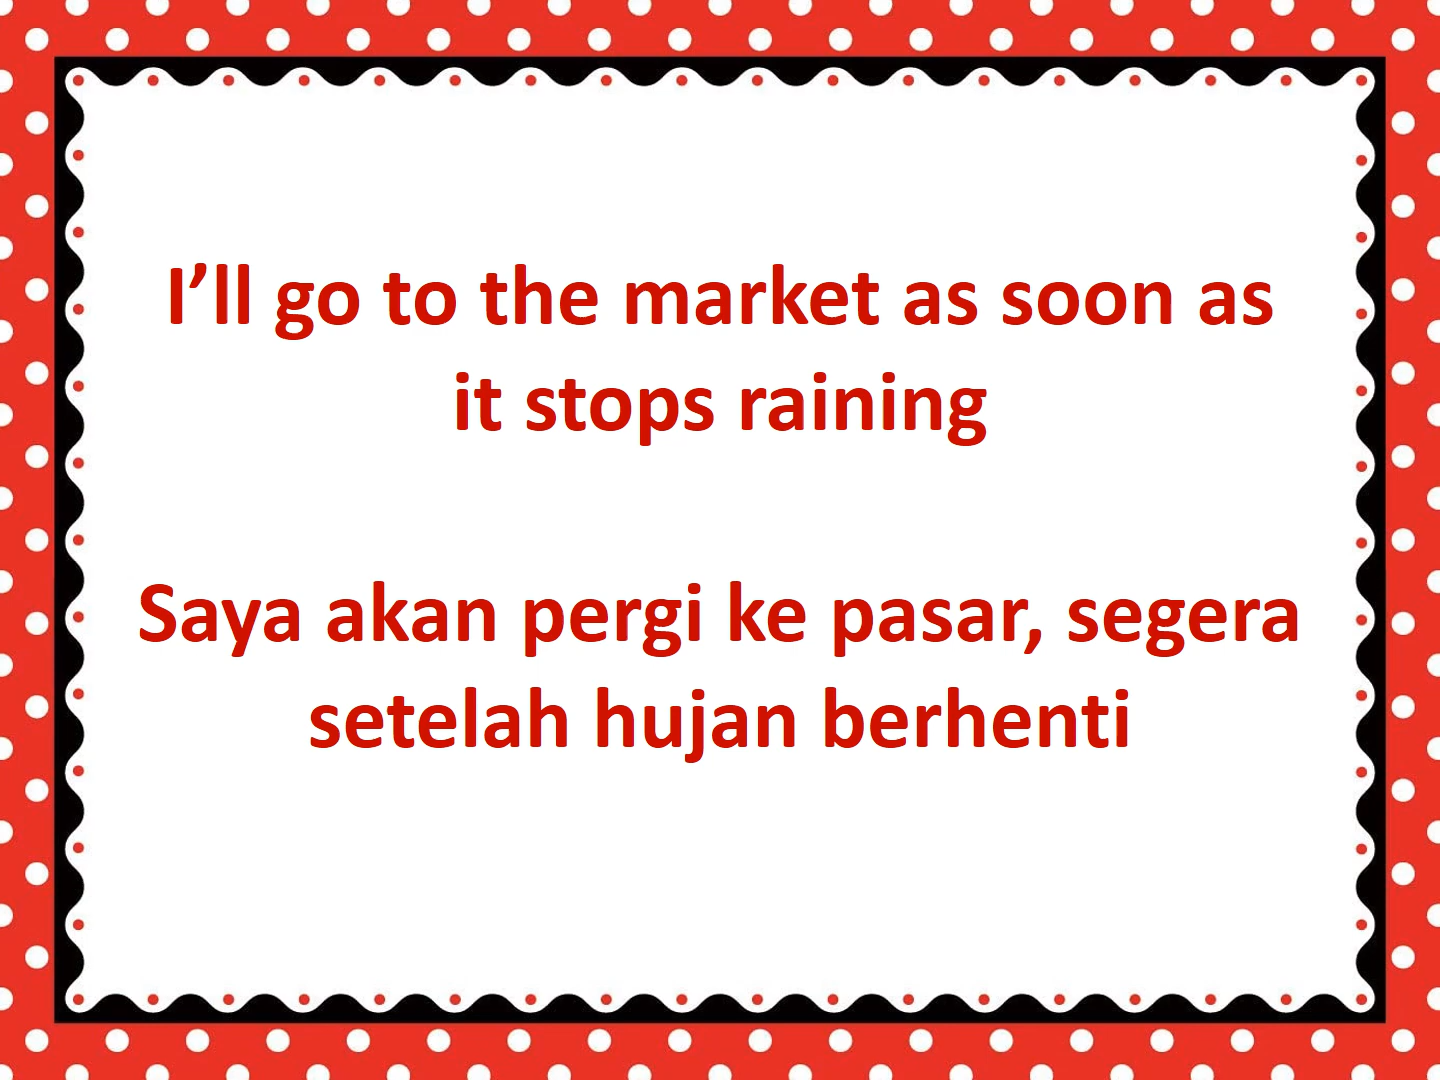 I’ll go to the market as soon as
it stops raining
Saya akan pergi ke pasar, segera
setelah hujan berhenti